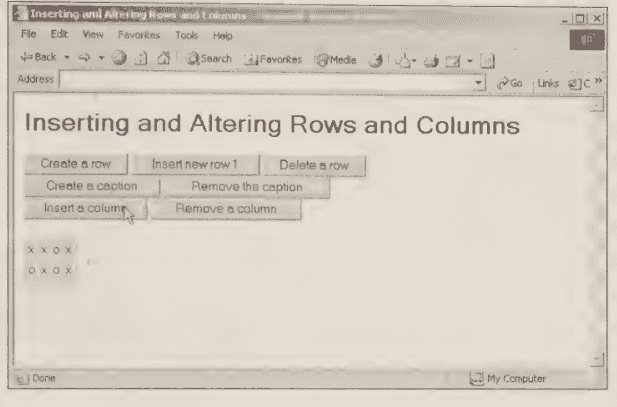 Inserting and Altering Rows and Columns
File Edit View Favorites Tools Help
Back Search Favorites Media
Address Go Links
Inserting and Altering Rows and Columns
Create a row Insert new row 1 Delete a row
Create a caption Remove the caption
Insert a column Remove a column
x x o x
o x o x
Done My Computer